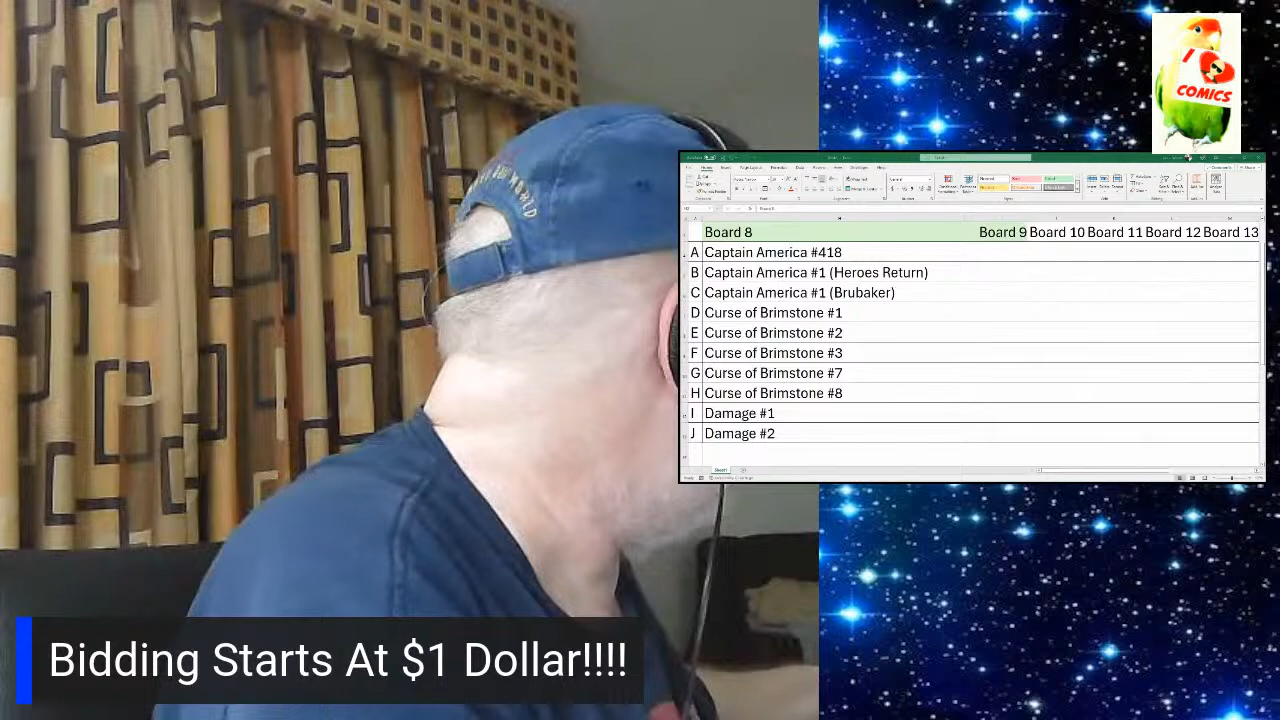 I
COMICS
WORLD
Board 8 Board 9 Board 10 Board 11 Board 12 Board 13
A Captain America #418
B Captain America #1 (Heroes Return)
C Captain America #1 (Brubaker)
D Curse of Brimstone #1
E Curse of Brimstone #2
F Curse of Brimstone #3
G Curse of Brimstone #7
H Curse of Brimstone #8
I Damage #1
J Damage #2
Bidding Starts At $1 Dollar!!!!